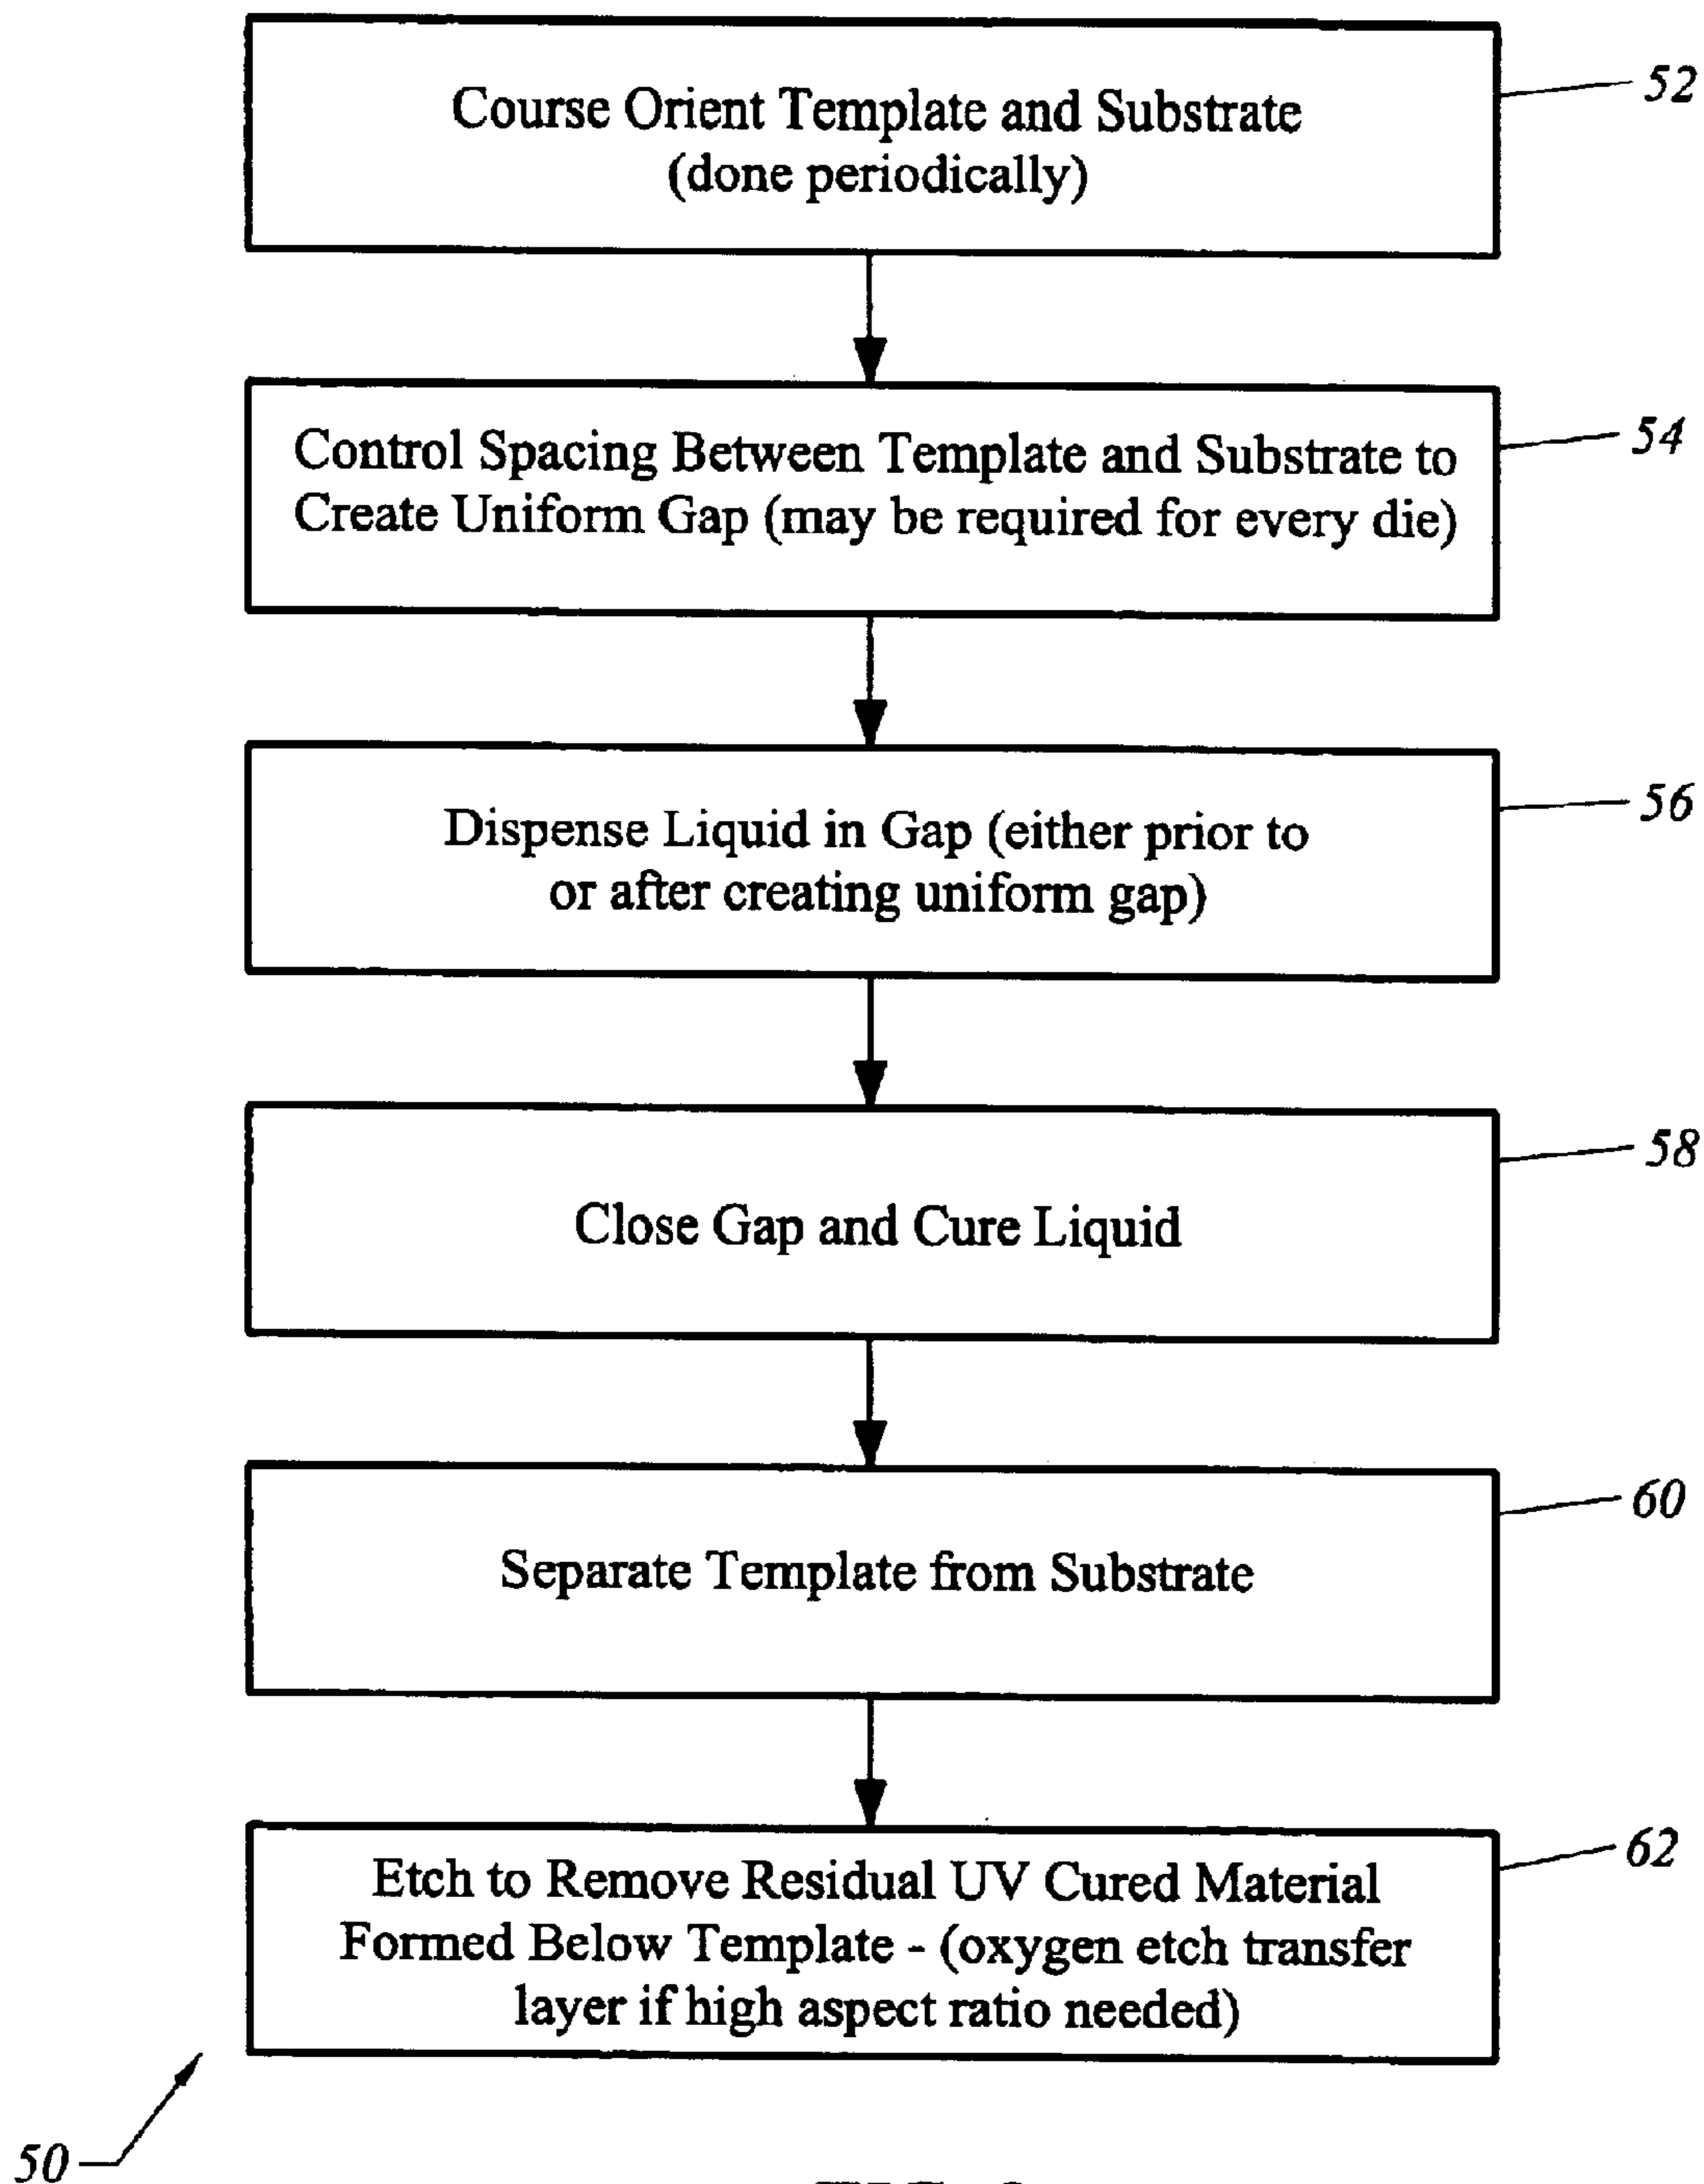 Course Orient Template and Substrate
(done periodically)
52
Control Spacing Between Template and Substrate to
Create Uniform Gap (may be required for every die)
54
Dispense Liquid in Gap (either prior to
or after creating uniform gap)
56
Close Gap and Cure Liquid
58
Separate Template from Substrate
60
Etch to Remove Residual UV Cured Material
Formed Below Template - (oxygen etch transfer
layer if high aspect ratio needed)
62
50